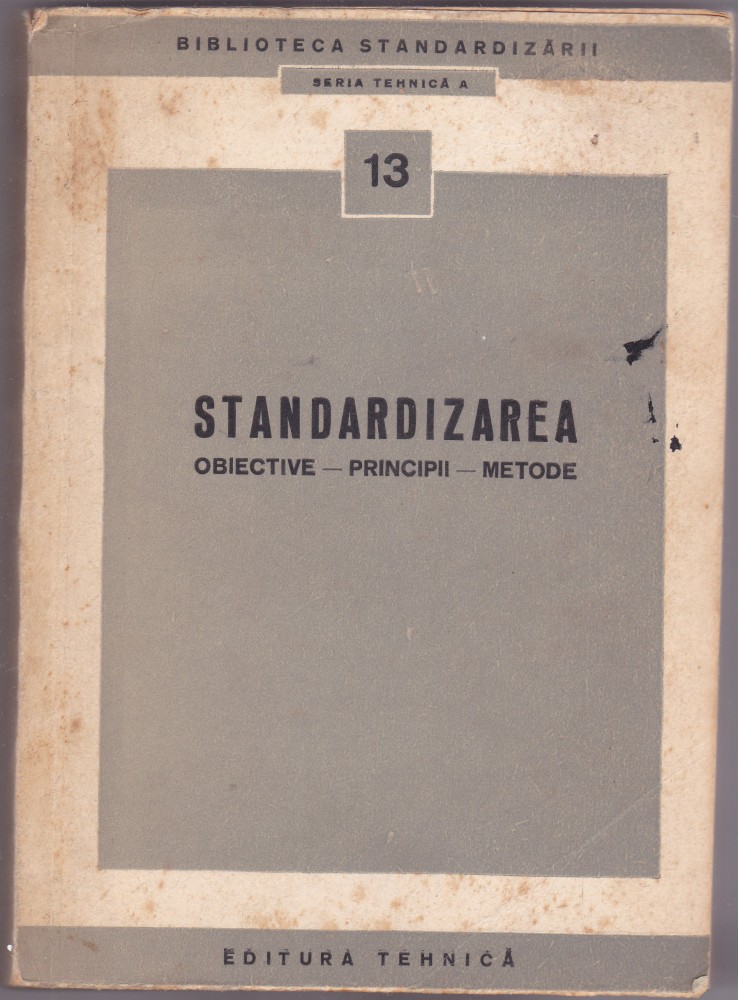 BIBLIOTECA STANDARDIZĂRII
SERIA TEHNICĂ A
13
STANDARDIZAREA
OBIECTIVE — PRINCIPII — METODE
EDITURA TEHNICĂ